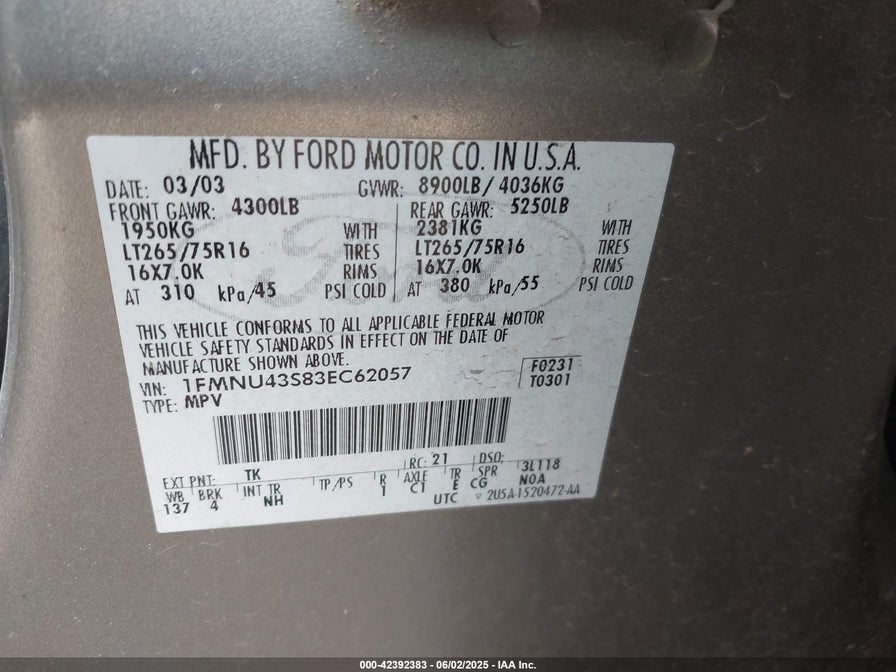 MFD. BY FORD MOTOR CO. IN U.S.A.
DATE: 03/03 GVWR: 8900LB/ 4036KG
FRONT GAWR: 4300LB REAR GAWR: 5250LB
1950KG WITH 2381KG WITH
LT265/75R16 TIRES LT265/75R16 TIRES
16X7.0K RIMS 16X7.0K RIMS
AT 310 kPa/45 PSI COLD AT 380 kPa/55 PSI COLD
THIS VEHICLE CONFORMS TO ALL APPLICABLE FEDERAL MOTOR
VEHICLE SAFETY STANDARDS IN EFFECT ON THE DATE OF
MANUFACTURE SHOWN ABOVE.
VIN: 1FMNU43S83EC62057 F0231
TYPE: MPV T0301
EXT PNT: TK RC: 21 DSO: 3L118
WB BRK INT TR TP/PS R AXLE TR SPR N0A
137 4 NH 1 C1 E CG
UTC ▽ 2U5A-1520472-AA
000-42392383 - 06/02/2025 - IAA Inc.